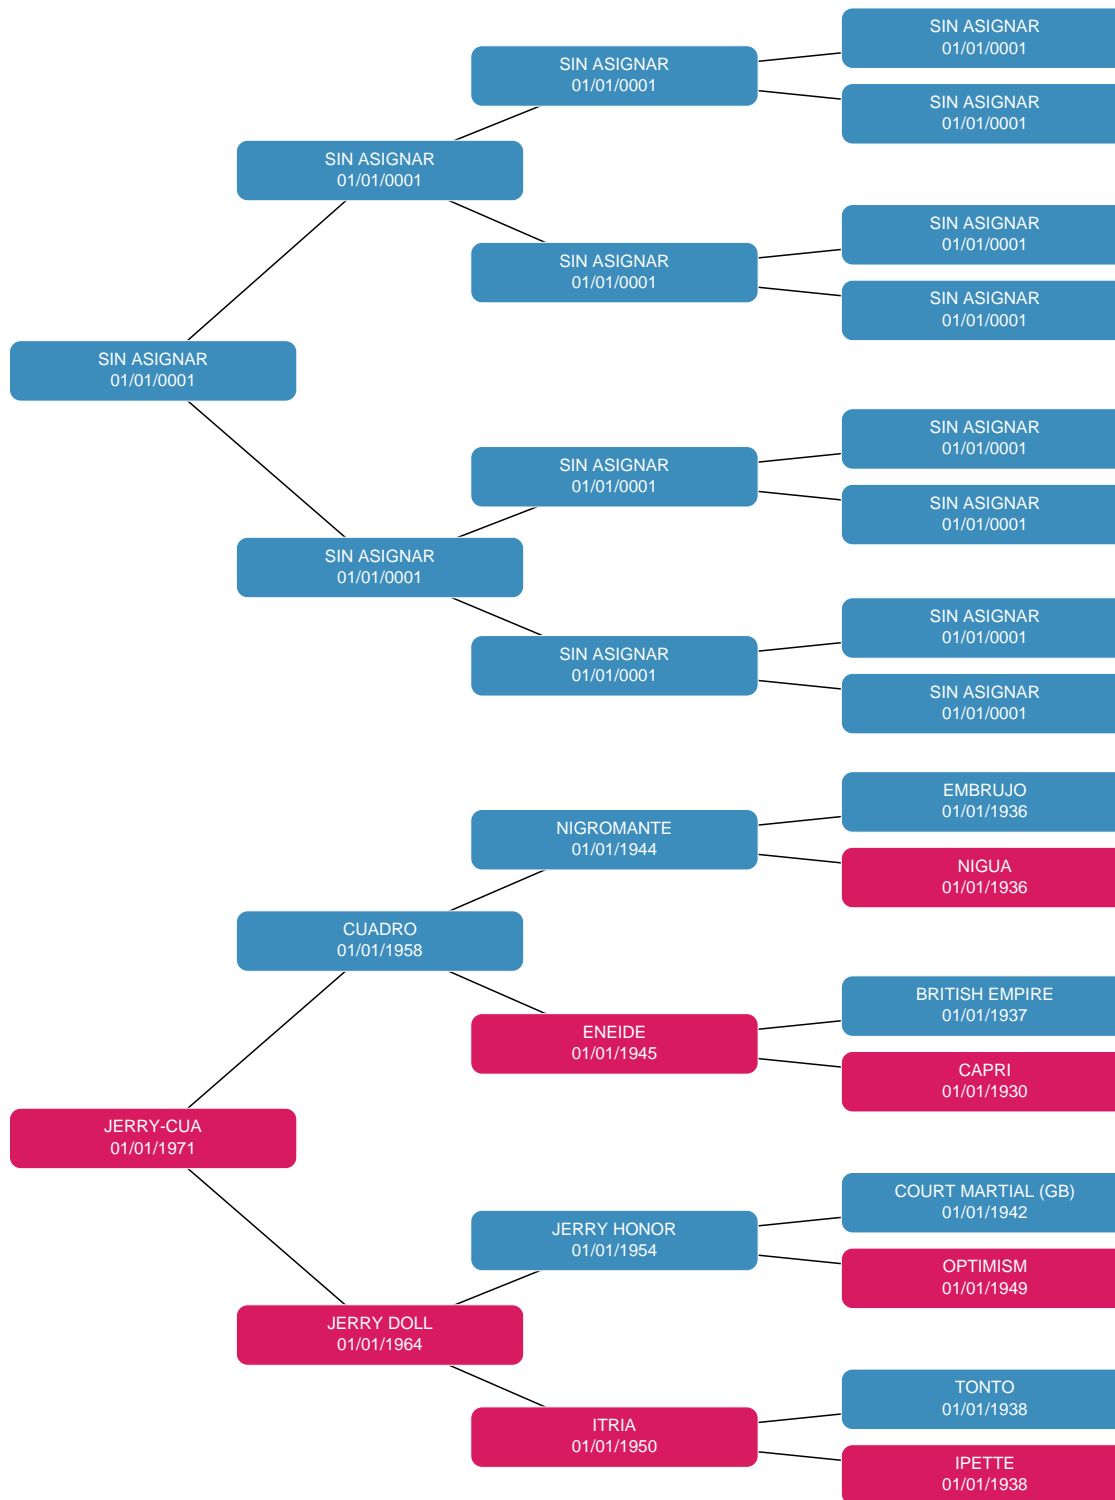 SIN ASIGNAR
01/01/0001
SIN ASIGNAR
01/01/0001
SIN ASIGNAR
01/01/0001
SIN ASIGNAR
01/01/0001
SIN ASIGNAR
01/01/0001
SIN ASIGNAR
01/01/0001
SIN ASIGNAR
01/01/0001
SIN ASIGNAR
01/01/0001
SIN ASIGNAR
01/01/0001
SIN ASIGNAR
01/01/0001
SIN ASIGNAR
01/01/0001
SIN ASIGNAR
01/01/0001
SIN ASIGNAR
01/01/0001
SIN ASIGNAR
01/01/0001
SIN ASIGNAR
01/01/0001
EMBRUJO
01/01/1936
NIGROMANTE
01/01/1944
NIGUA
01/01/1936
CUADRO
01/01/1958
BRITISH EMPIRE
01/01/1937
ENEIDE
01/01/1945
CAPRI
01/01/1930
JERRY-CUA
01/01/1971
COURT MARTIAL (GB)
01/01/1942
JERRY HONOR
01/01/1954
OPTIMISM
01/01/1949
JERRY DOLL
01/01/1964
TONTO
01/01/1938
ITRIA
01/01/1950
IPETTE
01/01/1938